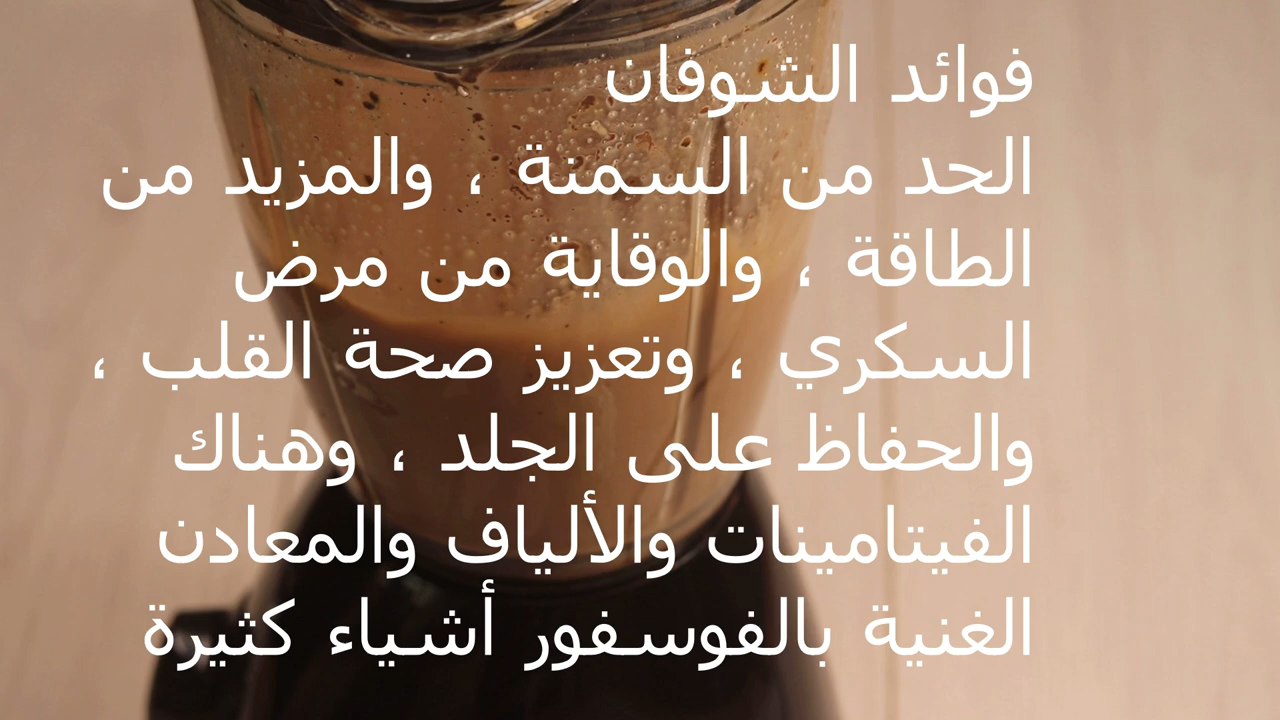 فوائد الشوفان
الحد من السمنة ، والمزيد من
الطاقة ، والوقاية من مرض
السكري ، وتعزيز صحة القلب ،
والحفاظ على الجلد ، وهناك
الفيتامينات والألياف والمعادن
الغنية بالفوسفور أشياء كثيرة